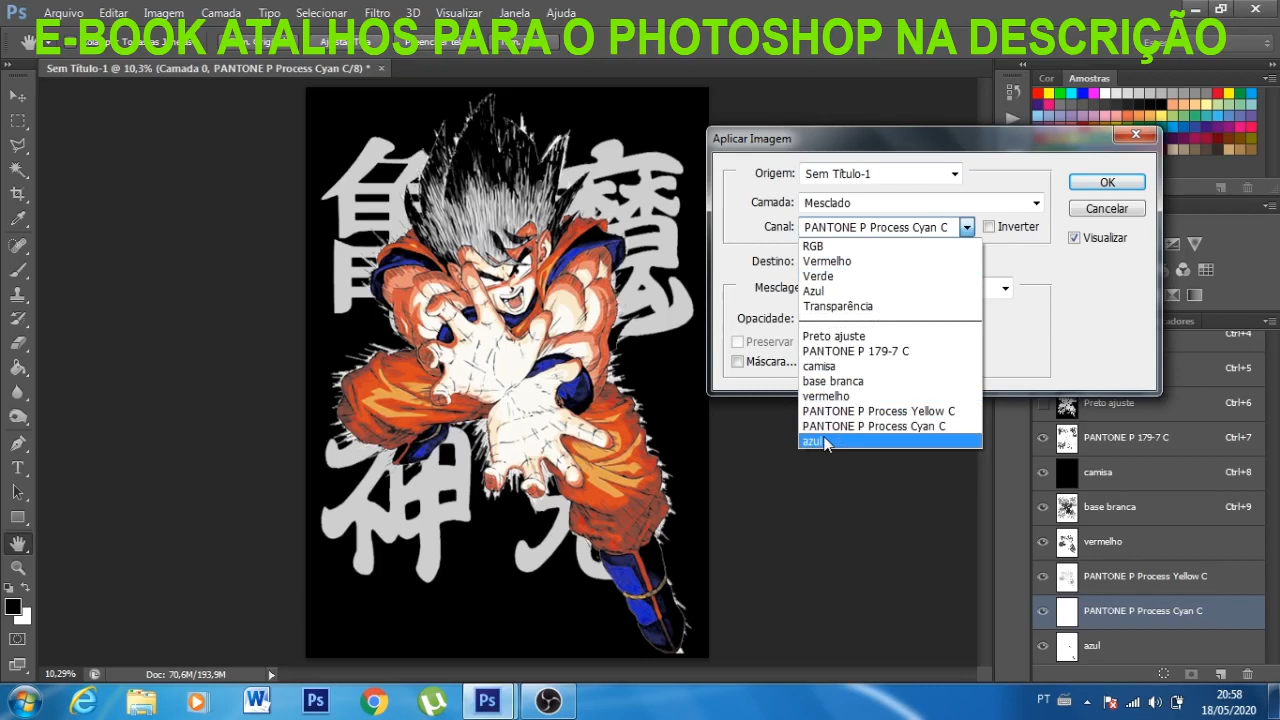 Ps Arquivo Editar Imagem Camada Tipo Selecionar Filtro 3D Visualizar Janela Ajuda
E-BOOK ATALHOS PARA O PHOTOSHOP NA DESCRIÇÃO
Sem Título-1 @ 10,3% (Camada 0, PANTONE P Process Cyan C/8) * ×
Cor Amostras
亀 魔
神
Aplicar Imagem
Origem: Sem Título-1
OK
Camada: Mesclado
Cancelar
Canal: PANTONE P Process Cyan C Inverter
Visualizar
RGB
Vermelho
Verde
Azul
Transparência
Preto ajuste
PANTONE P 179-7 C
camisa
base branca
vermelho
PANTONE P Process Yellow C
PANTONE P Process Cyan C
azul
Destino:
Mesclage
Opacidade:
Preservar
Máscara...
Ctrl+4
Ctrl+5
Preto ajuste Ctrl+6
PANTONE P 179-7 C Ctrl+7
camisa Ctrl+8
base branca Ctrl+9
vermelho
PANTONE P Process Yellow C
PANTONE P Process Cyan C
azul
10,29% Doc: 70,6M/193,9M
PT 20:58
18/05/2020